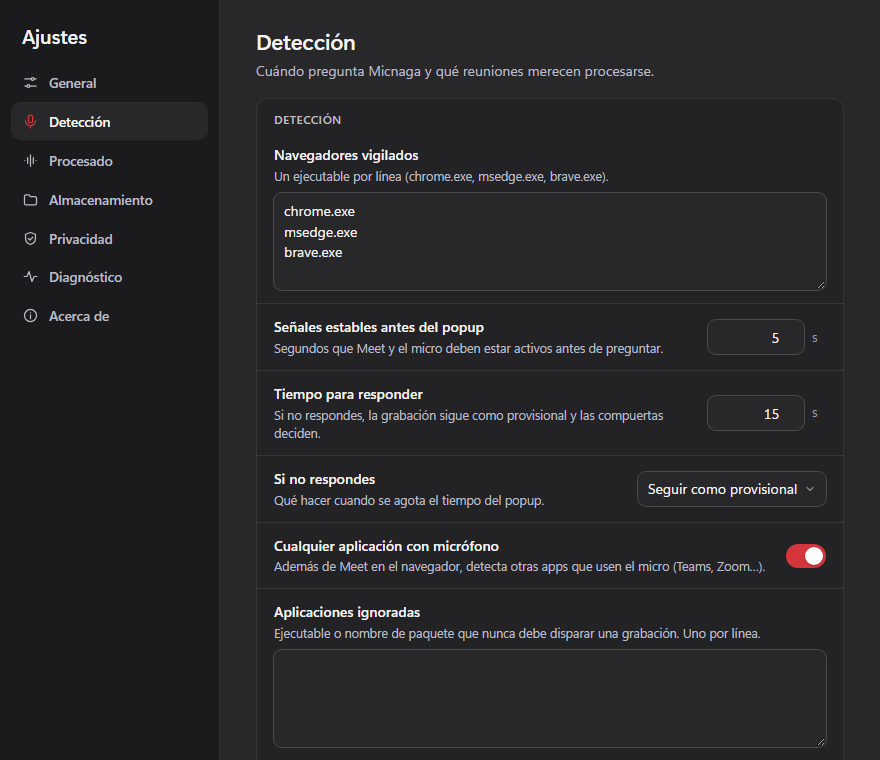 Ajustes
General
Detección
Procesado
Almacenamiento
Privacidad
Diagnóstico
Acerca de
Detección
Cuándo pregunta Micnaga y qué reuniones merecen procesarse.
DETECCIÓN
Navegadores vigilados
Un ejecutable por línea (chrome.exe, msedge.exe, brave.exe).
chrome.exe
msedge.exe
brave.exe
Señales estables antes del popup
Segundos que Meet y el micro deben estar activos antes de preguntar.
5 s
Tiempo para responder
Si no respondes, la grabación sigue como provisional y las compuertas
deciden.
15 s
Si no respondes
Qué hacer cuando se agota el tiempo del popup.
Seguir como provisional
Cualquier aplicación con micrófono
Además de Meet en el navegador, detecta otras apps que usen el micro (Teams, Zoom...).
Aplicaciones ignoradas
Ejecutable o nombre de paquete que nunca debe disparar una grabación. Uno por línea.